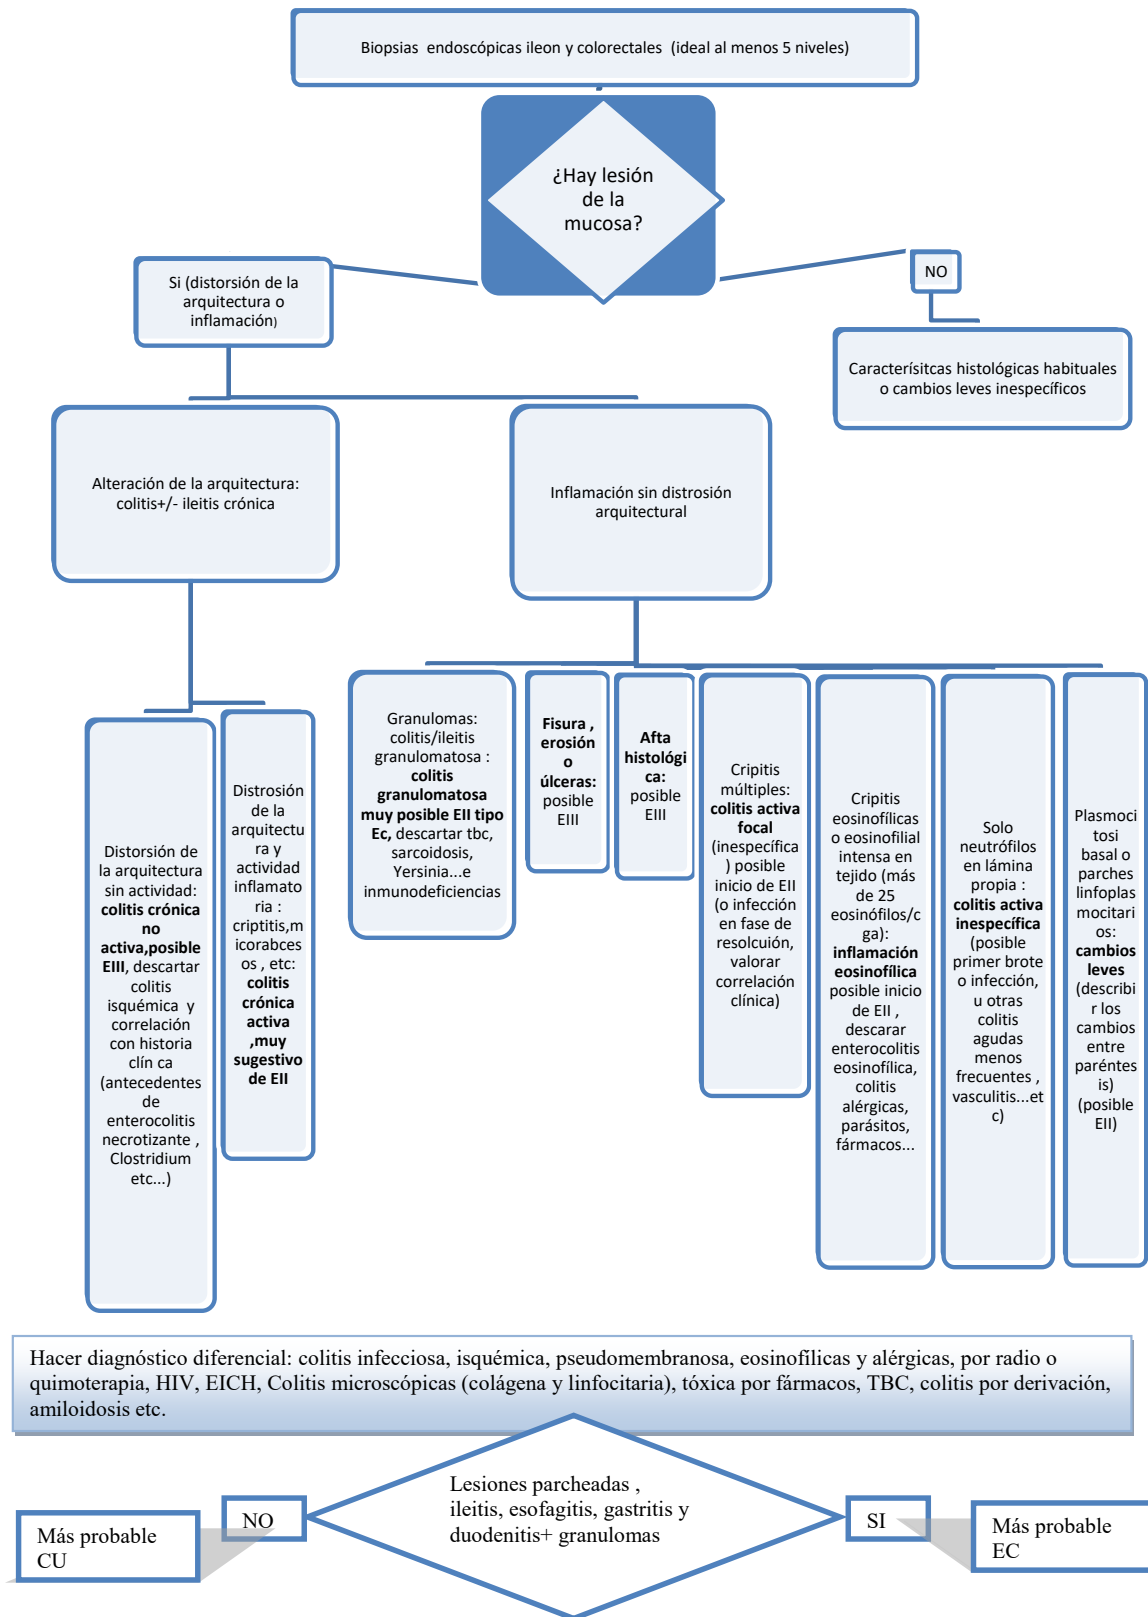 Biopsias  endoscópicas ileon y colorectales  (ideal al menos 5 niveles)
¿Hay lesión
de la
mucosa?
Si (distorsión de la
arquitectura o
inflamación)
NO
Caracterísitcas histológicas habituales
o cambios leves inespecíficos
Alteración de la arquitectura:
colitis+/- ileitis crónica
Inflamación sin distrosión
arquitectural
Distorsión de
la arquitectura
sin actividad:
colitis crónica
no
activa,posible
EIII, descartar
colitis
isquémica  y
correlación
con historia
clín ca
(antecedentes
de
enterocolitis
necrotizante ,
Clostridium
etc...)
Distrosión
de la
arquitectu
ra y
actividad
inflamato
ria :
criptitis,m
icorabces
os , etc:
colitis
crónica
activa
,muy
sugestivo
de EII
Granulomas:
colitis/ileitis
granulomatosa :
colitis
granulomatosa
muy posible EII tipo
Ec, descartar tbc,
sarcoidosis,
Yersinia...e
inmunodeficiencias
Fisura ,
erosión
o
úlceras:
posible
EIII
Afta
histológi
ca:
posible
EIII
Cripitis
múltiples:
colitis activa
focal
(inespecífica
) posible
inicio de EII
(o infección
en fase de
resolcuión,
valorar
correlación
clínica)
Cripitis
eosinofílicas
o eosinofilial
intensa en
tejido (más
de 25
eosinófilos/c
ga):
inflamación
eosinofílica
posible inicio
de EII ,
descarar
enterocolitis
eosinofílica,
colitis
alérgicas,
parásitos,
fármacos...
Solo
neutrófilos
en lámina
propia :
colitis activa
inespecífica
(posible
primer brote
o infección,
u otras
colitis
agudas
menos
frecuentes ,
vasculitis...et
c)
Plasmoci
tosi
basal o
parches
linfoplas
mocitari
os:
cambios
leves
(describi
r los
cambios
entre
paréntes
is)
(posible
EII)
Hacer diagnóstico diferencial: colitis infecciosa, isquémica, pseudomembranosa, eosinofílicas y alérgicas, por radio o
quimoterapia, HIV, EICH, Colitis microscópicas (colágena y linfocitaria), tóxica por fármacos, TBC, colitis por derivación,
amiloidosis etc.
Lesiones parcheadas ,
ileitis, esofagitis, gastritis y
duodenitis+ granulomas
NO
Más probable
CU
SI
Más probable
EC